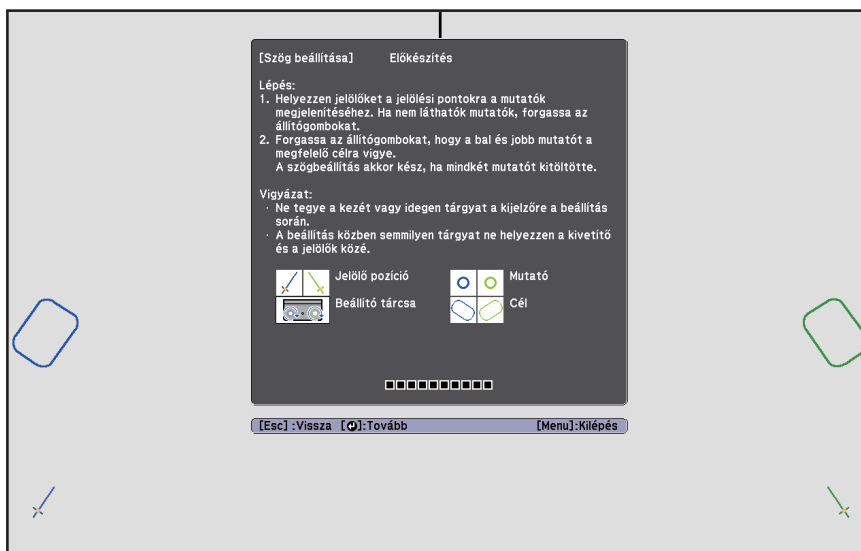 [Szög beállítása] Előkészítés
Lépés:
1. Helyezzen jelölőket a jelölési pontokra a mutatók
megjelenítéséhez. Ha nem láthatók mutatók, forgassa az
állítógombokat.
2. Forgassa az állítógombokat, hogy a bal és jobb mutatót a
megfelelő célra vigye.
A szögbeállítás akkor kész, ha mindkét mutatót kitöltötte.
Vigyázat:
· Ne tegye a kezét vagy idegen tárgyat a kijelzőre a beállítás
során.
· A beállítás közben semmilyen tárgyat ne helyezzen a kivetítő
és a jelölők közé.
Jelölő pozíció Mutató
Beállító tárcsa Cél
[Esc] :Vissza [⏎]:Tovább [Menu]:Kilépés